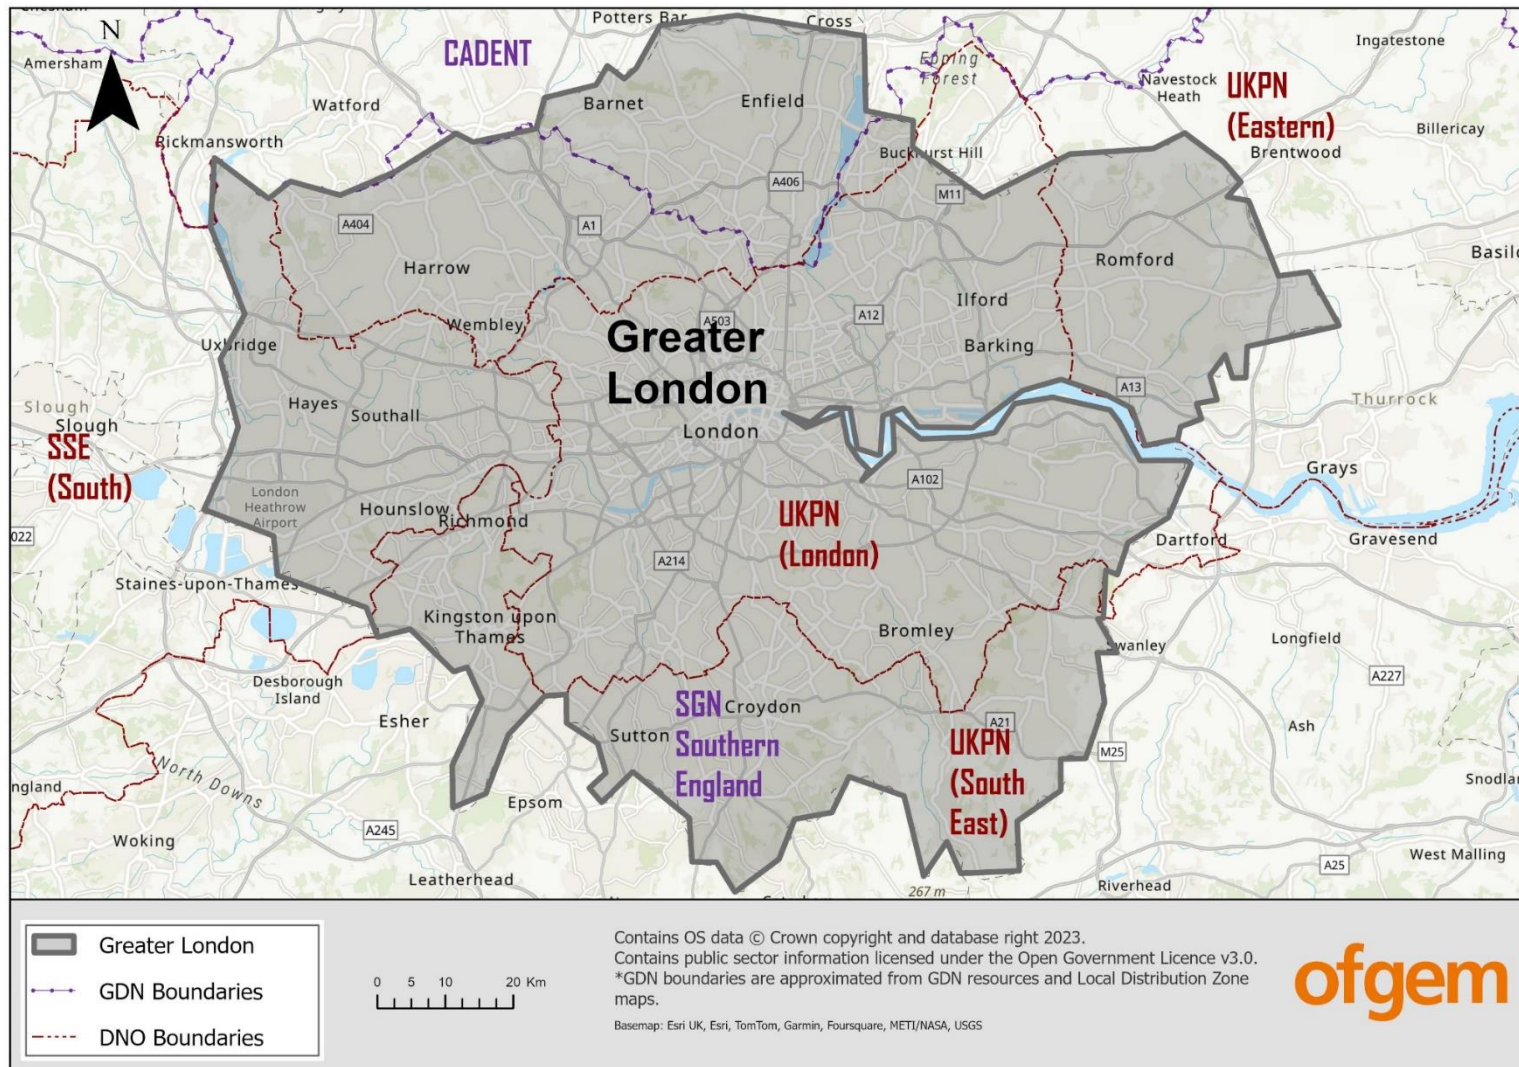 Potters Bar
Cross
N
CADENT
Epping
Forest
Ingatestone
Amersham
Watford
Barnet
Enfield
Navestock
Heath
UKPN
(Eastern)
Billericay
Rickmansworth
Buckhurst Hill
Brentwood
A406
M11
A404
A1
Harrow
Romford
Ilford
Wembley
A503
A12
Uxbridge
Greater
London
Barking
A13
Hayes
Southall
London
Thurrock
Slough
Slough
SSE
(South)
Grays
A102
London
Heathrow
Airport
Hounslow
Richmond
UKPN
(London)
022
Dartford
Gravesend
A214
Staines-upon-Thames
Kingston upon
Thames
Bromley
Swanley
Longfield
Desborough
Island
A227
Esher
SGN
Southern
England
Croydon
A21
Ash
Sutton
UKPN
(South
East)
M25
North Downs
ngland
Epsom
A245
Woking
West Malling
A25
Leatherhead
267 m
Riverhead
Greater London
GDN Boundaries
DNO Boundaries
0 5 10 20 Km
Contains OS data © Crown copyright and database right 2023.
Contains public sector information licensed under the Open Government Licence v3.0.
*GDN boundaries are approximated from GDN resources and Local Distribution Zone
maps.
Basemap: Esri UK, Esri, TomTom, Garmin, Foursquare, METI/NASA, USGS
ofgem